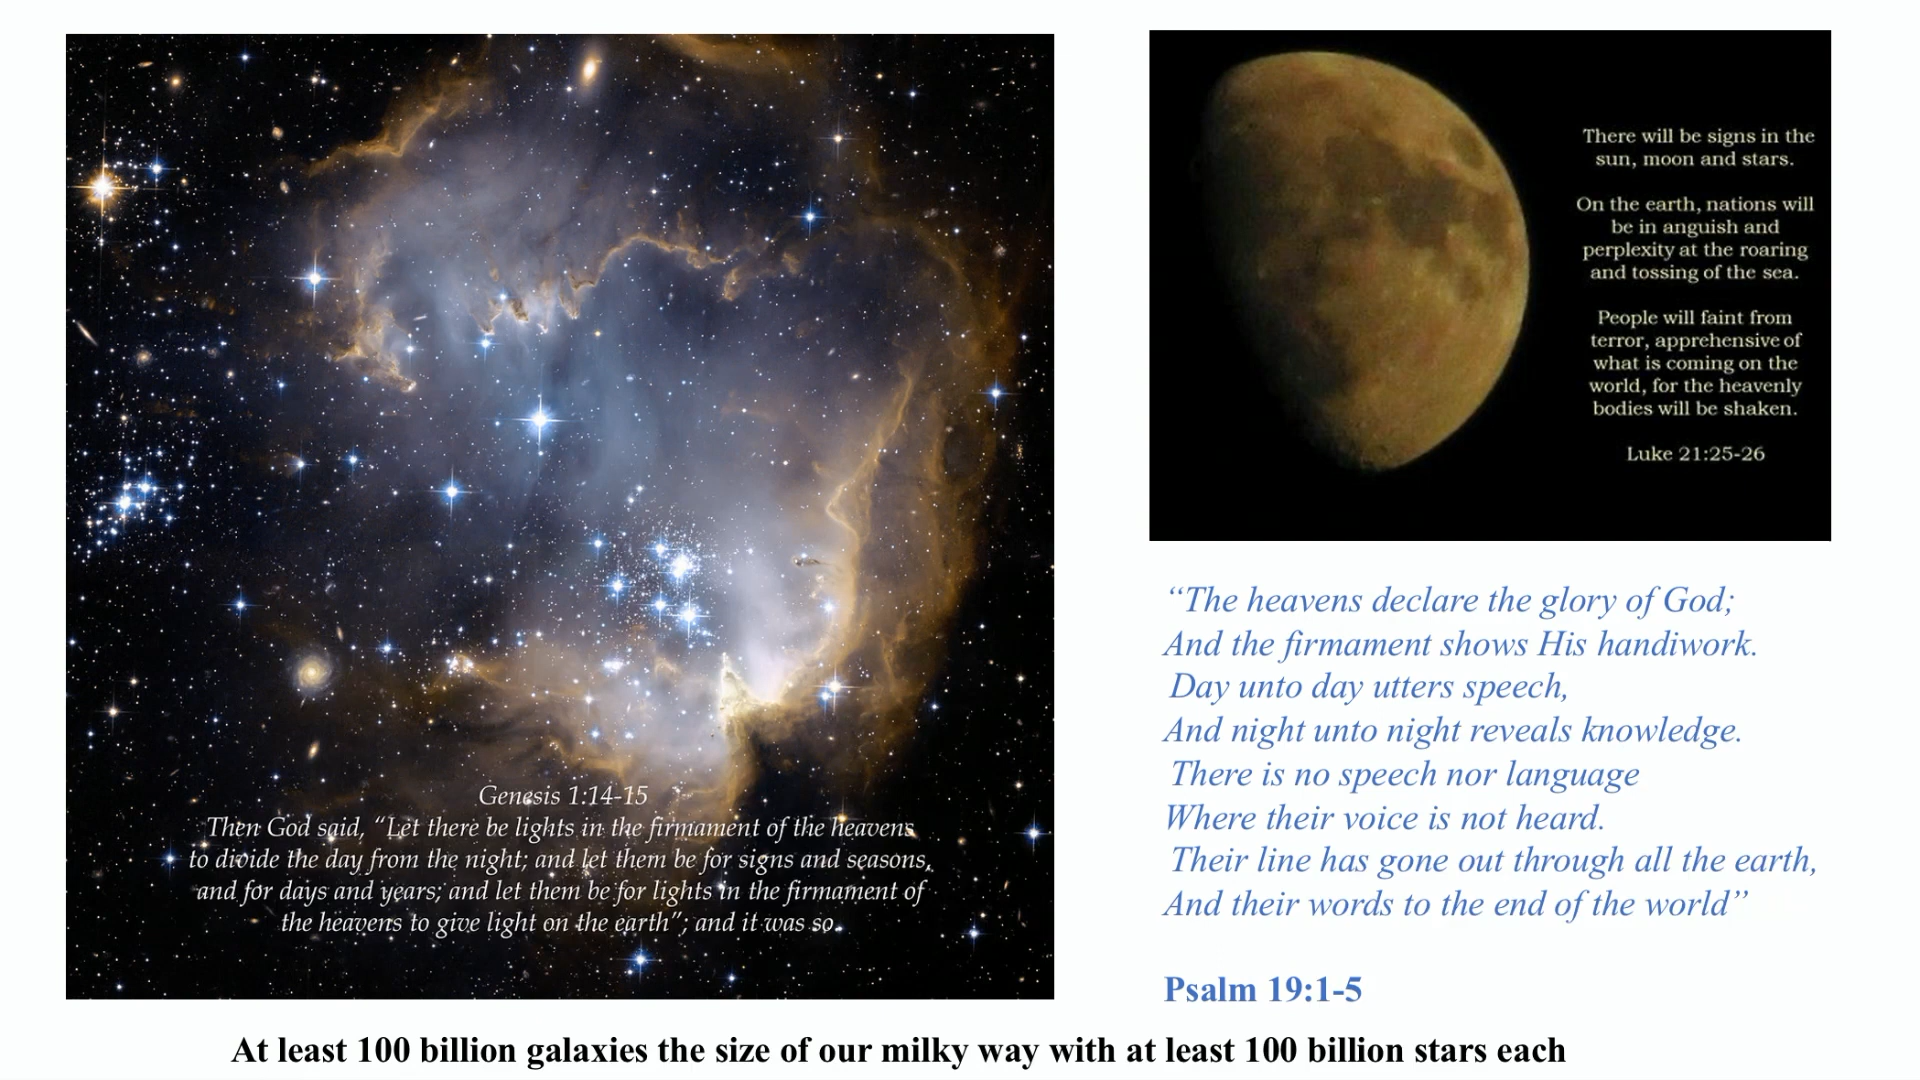 Genesis 1:14-15
Then God said, “Let there be lights in the firmament of the heavens
to divide the day from the night; and let them be for signs and seasons,
and for days and years; and let them be for lights in the firmament of
the heavens to give light on the earth”; and it was so.
There will be signs in the
sun, moon and stars.
On the earth, nations will
be in anguish and
perplexity at the roaring
and tossing of the sea.
People will faint from
terror, apprehensive of
what is coming on the
world, for the heavenly
bodies will be shaken.
Luke 21:25-26
“The heavens declare the glory of God;
And the firmament shows His handiwork.
Day unto day utters speech,
And night unto night reveals knowledge.
There is no speech nor language
Where their voice is not heard.
Their line has gone out through all the earth,
And their words to the end of the world”
Psalm 19:1-5
At least 100 billion galaxies the size of our milky way with at least 100 billion stars each